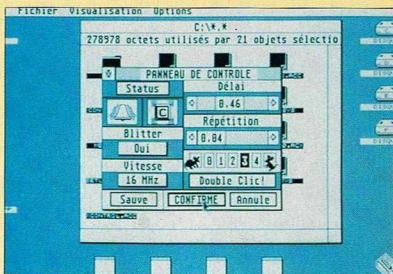 Fichier Visualisation Options
C:\*.*
278978 octets utilisés par 21 objets sélectio
PANNEAU DE CONTROLE
Status
Délai
0.46
Répétition
0.04
Blitter
Oui
Vitesse
16 MHz
0 1 2 3 4
Double Clic!
Sauve CONFIRME Annule